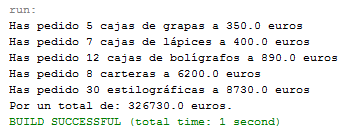 run:
Has pedido 5 cajas de grapas a 350.0 euros
Has pedido 7 cajas de lápices a 400.0 euros
Has pedido 12 cajas de bolígrafos a 890.0 euros
Has pedido 8 carteras a 6200.0 euros
Has pedido 30 estilográficas a 8730.0 euros
Por un total de: 326730.0 euros.
BUILD SUCCESSFUL (total time: 1 second)